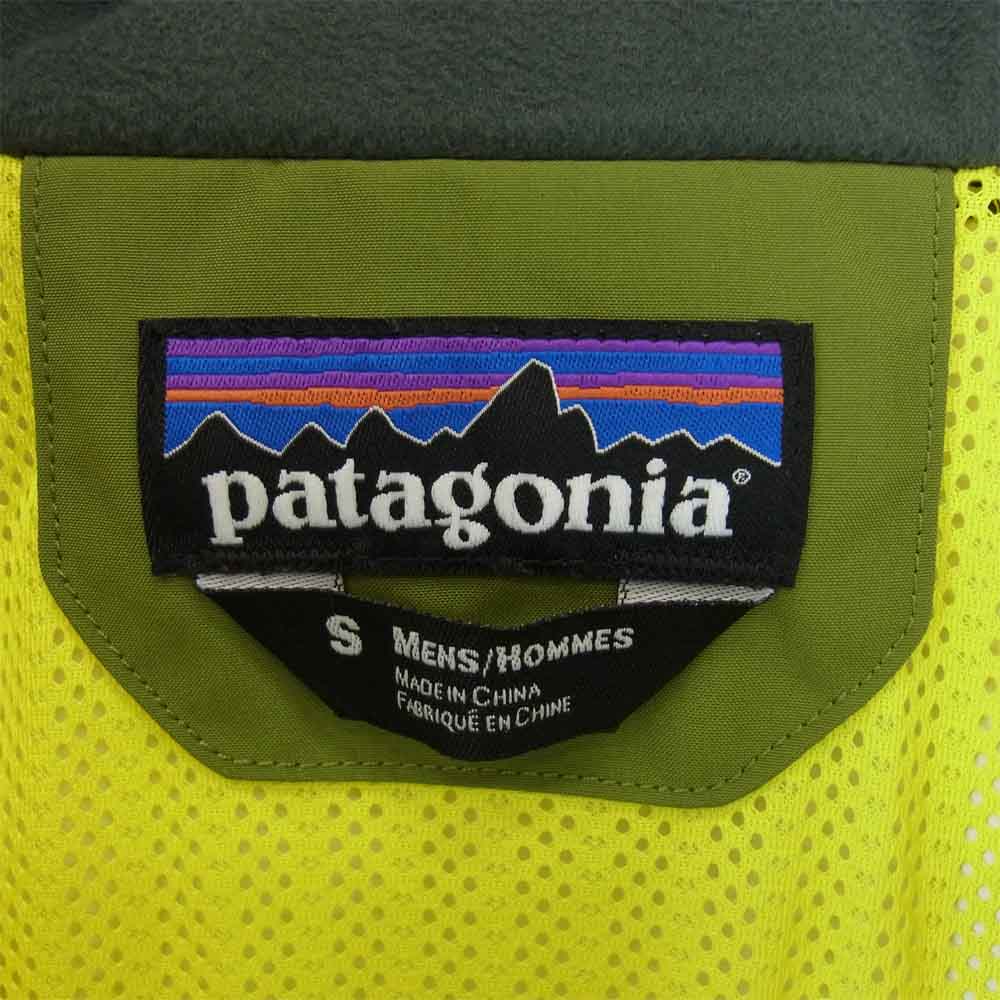 patagonia®
S MENS/HOMMES
MADE IN CHINA
FABRIQUÉ EN CHINE